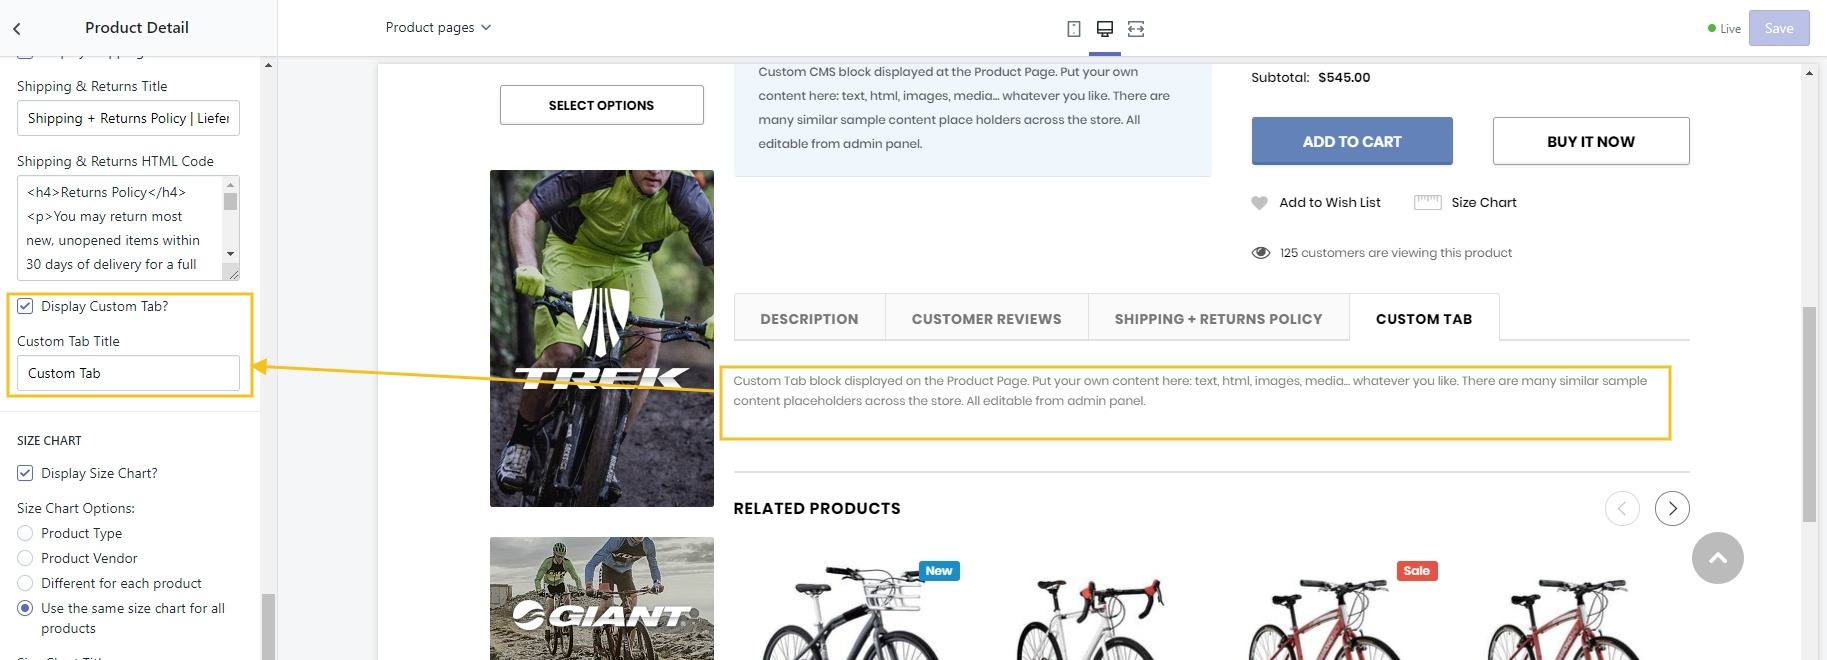 Product Detail
Product pages
Live
Save
Shipping & Returns Title
Shipping + Returns Policy | Liefer
Shipping & Returns HTML Code
<h4>Returns Policy</h4>
<p>You may return most
new, unopened items within
30 days of delivery for a full
Display Custom Tab?
Custom Tab Title
Custom Tab
SIZE CHART
Display Size Chart?
Size Chart Options:
Product Type
Product Vendor
Different for each product
Use the same size chart for all
products
SELECT OPTIONS
TREK
GIANT
Custom CMS block displayed at the Product Page. Put your own
content here: text, html, images, media... whatever you like. There are
many similar sample content place holders across the store. All
editable from admin panel.
Subtotal: $545.00
ADD TO CART
BUY IT NOW
Add to Wish List
Size Chart
125 customers are viewing this product
DESCRIPTION
CUSTOMER REVIEWS
SHIPPING + RETURNS POLICY
CUSTOM TAB
Custom Tab block displayed on the Product Page. Put your own content here: text, html, images, media... whatever you like. There are many similar sample
content placeholders across the store. All editable from admin panel.
RELATED PRODUCTS
New
Sale